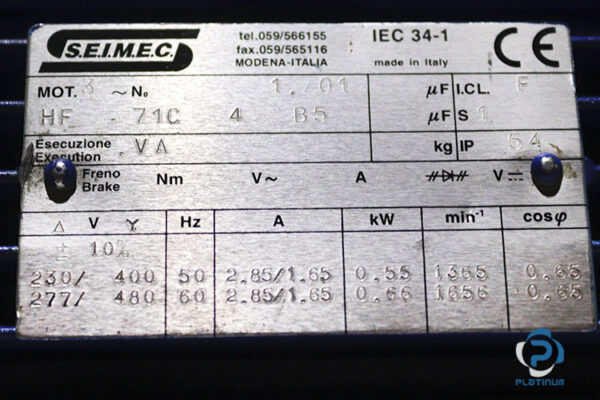 S.E.I.M.E.C.
tel.059/566155
fax.059/565116
MODENA-ITALIA
IEC 34-1
made in Italy
CE
MOT. 3 ~ No 1./01 µF I.CL. F
HF - 71C 4 B5 µF S 1
Esecuzione
Execution .VA kg IP 54
Freno
Brake Nm V~ A V
Δ V Y Hz A kW min⁻¹ cosφ
± 10%
230/ 400 50 2.85/1.65 0.55 1365 0.65
277/ 480 60 2.85/1.65 0.66 1656 0.65
PLATINUM